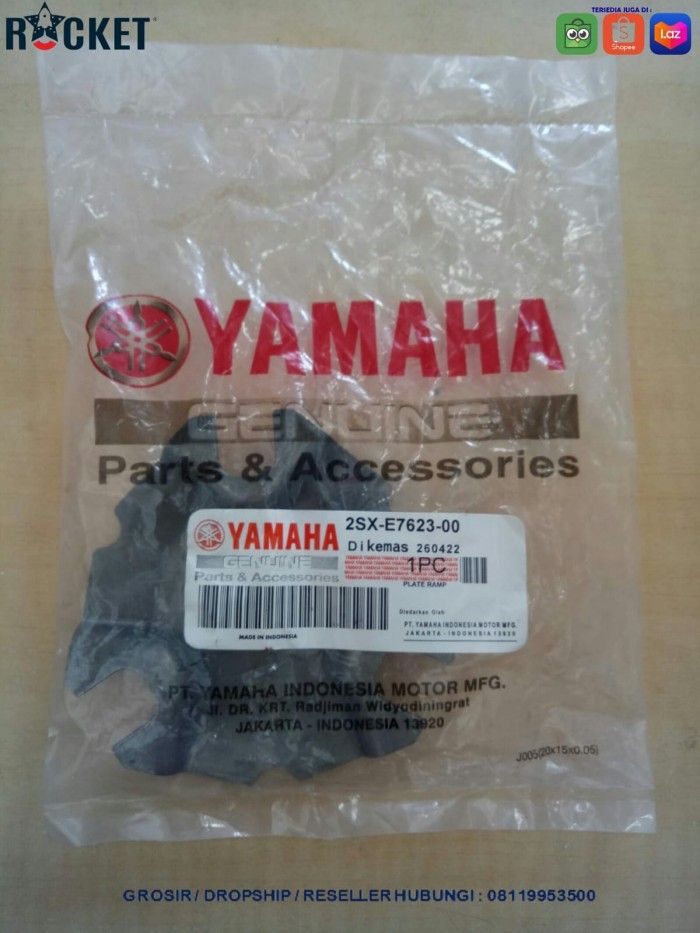 ROCKET
TERSEDIA JUGA DI :
Shopee
Laz
YAMAHA
GENUINE
Parts & Accessories
YAMAHA
GENUINE
Parts & Accessories
MADE IN INDONESIA
2SX-E7623-00
Dikemas 260422
1PC
PLATE RAMP
Diedarkan Oleh
PT. YAMAHA INDONESIA MOTOR MFG.
JAKARTA - INDONESIA 13920
PT. YAMAHA INDONESIA MOTOR MFG.
Jl. DR. KRT. Radjiman Widyodiningrat
JAKARTA - INDONESIA 13920
J005(20x15x0.05)
GROSIR / DROPSHIP / RESELLER HUBUNGI : 08119953500